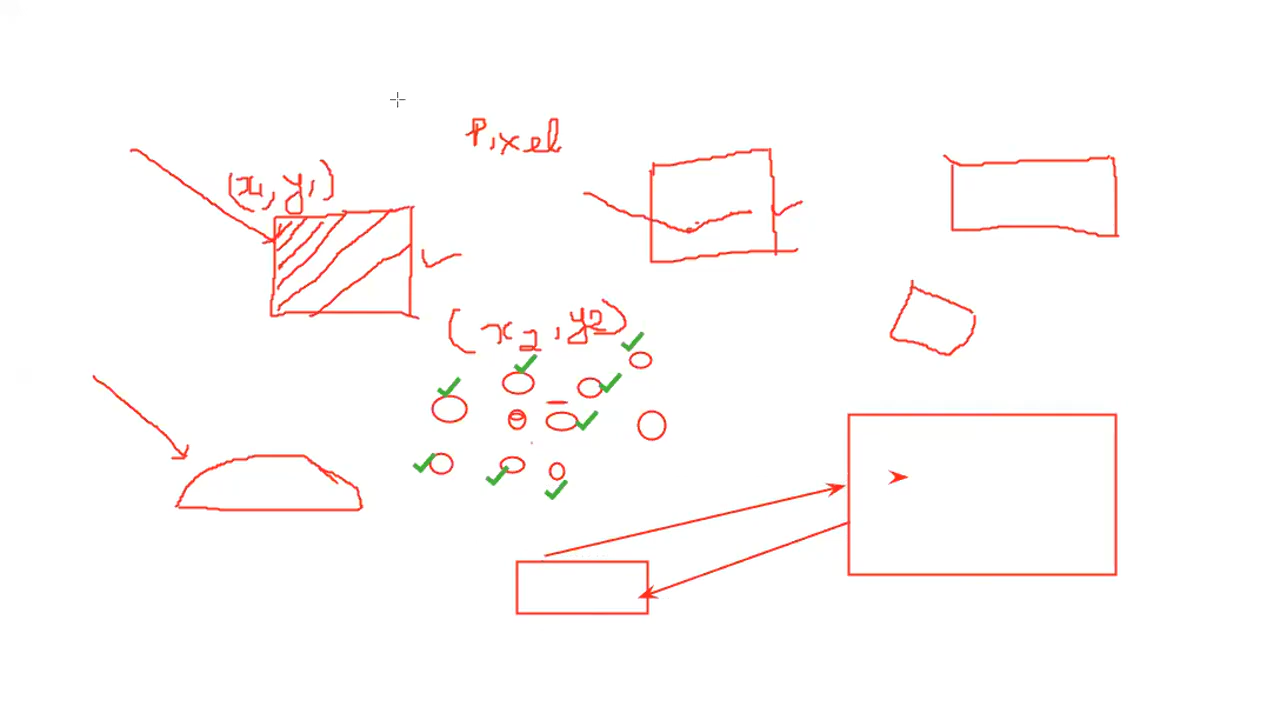 Pixel
(x1, y1)
(x2, y2)